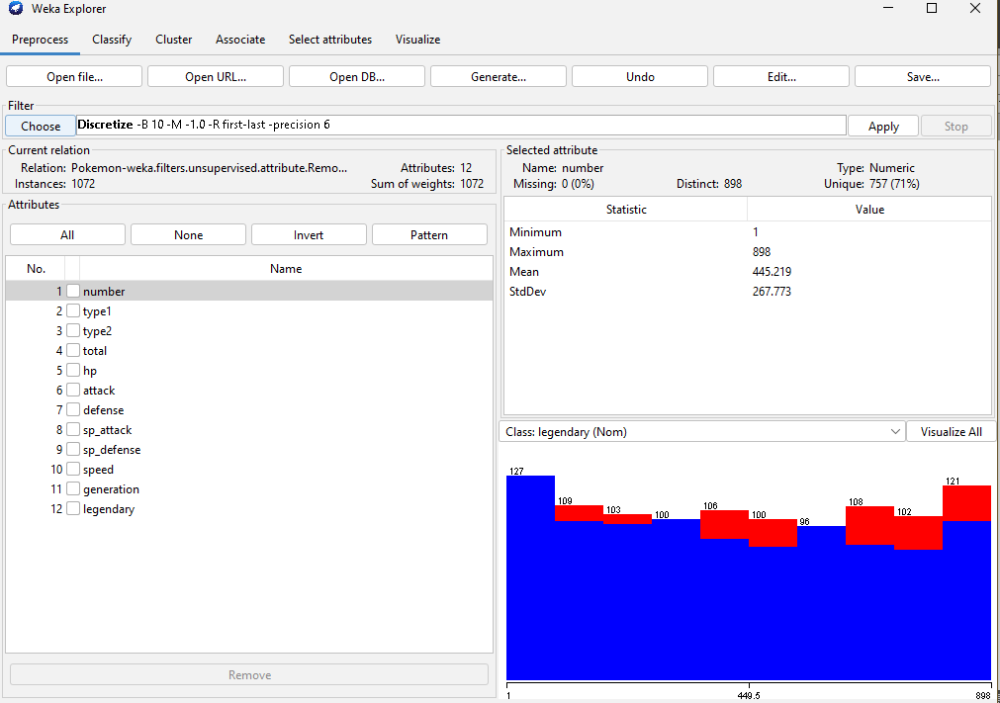 Weka Explorer
Preprocess Classify Cluster Associate Select attributes Visualize
Open file... Open URL... Open DB... Generate... Undo Edit... Save...
Filter
Choose Discretize -B 10 -M -1.0 -R first-last -precision 6 Apply Stop
Current relation
Relation: Pokemon-weka.filters.unsupervised.attribute.Remo... Attributes: 12
Instances: 1072 Sum of weights: 1072
Attributes
All None Invert Pattern
No. Name
1 number
2 type1
3 type2
4 total
5 hp
6 attack
7 defense
8 sp_attack
9 sp_defense
10 speed
11 generation
12 legendary
Remove
Selected attribute
Name: number Type: Numeric
Missing: 0 (0%) Distinct: 898 Unique: 757 (71%)
Statistic Value
Minimum 1
Maximum 898
Mean 445.219
StdDev 267.773
Class: legendary (Nom) Visualize All
127 109 103 100 106 100 96 108 102 121
1 449.5 898